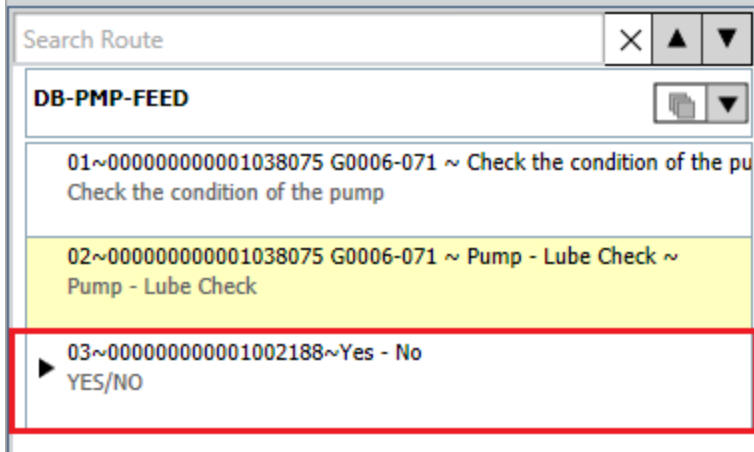 Search Route
DB-PMP-FEED
01~000000000001038075 G0006-071 ~ Check the condition of the pu
Check the condition of the pump
02~000000000001038075 G0006-071 ~ Pump - Lube Check ~
Pump - Lube Check
03~000000000001002188~Yes - No
YES/NO